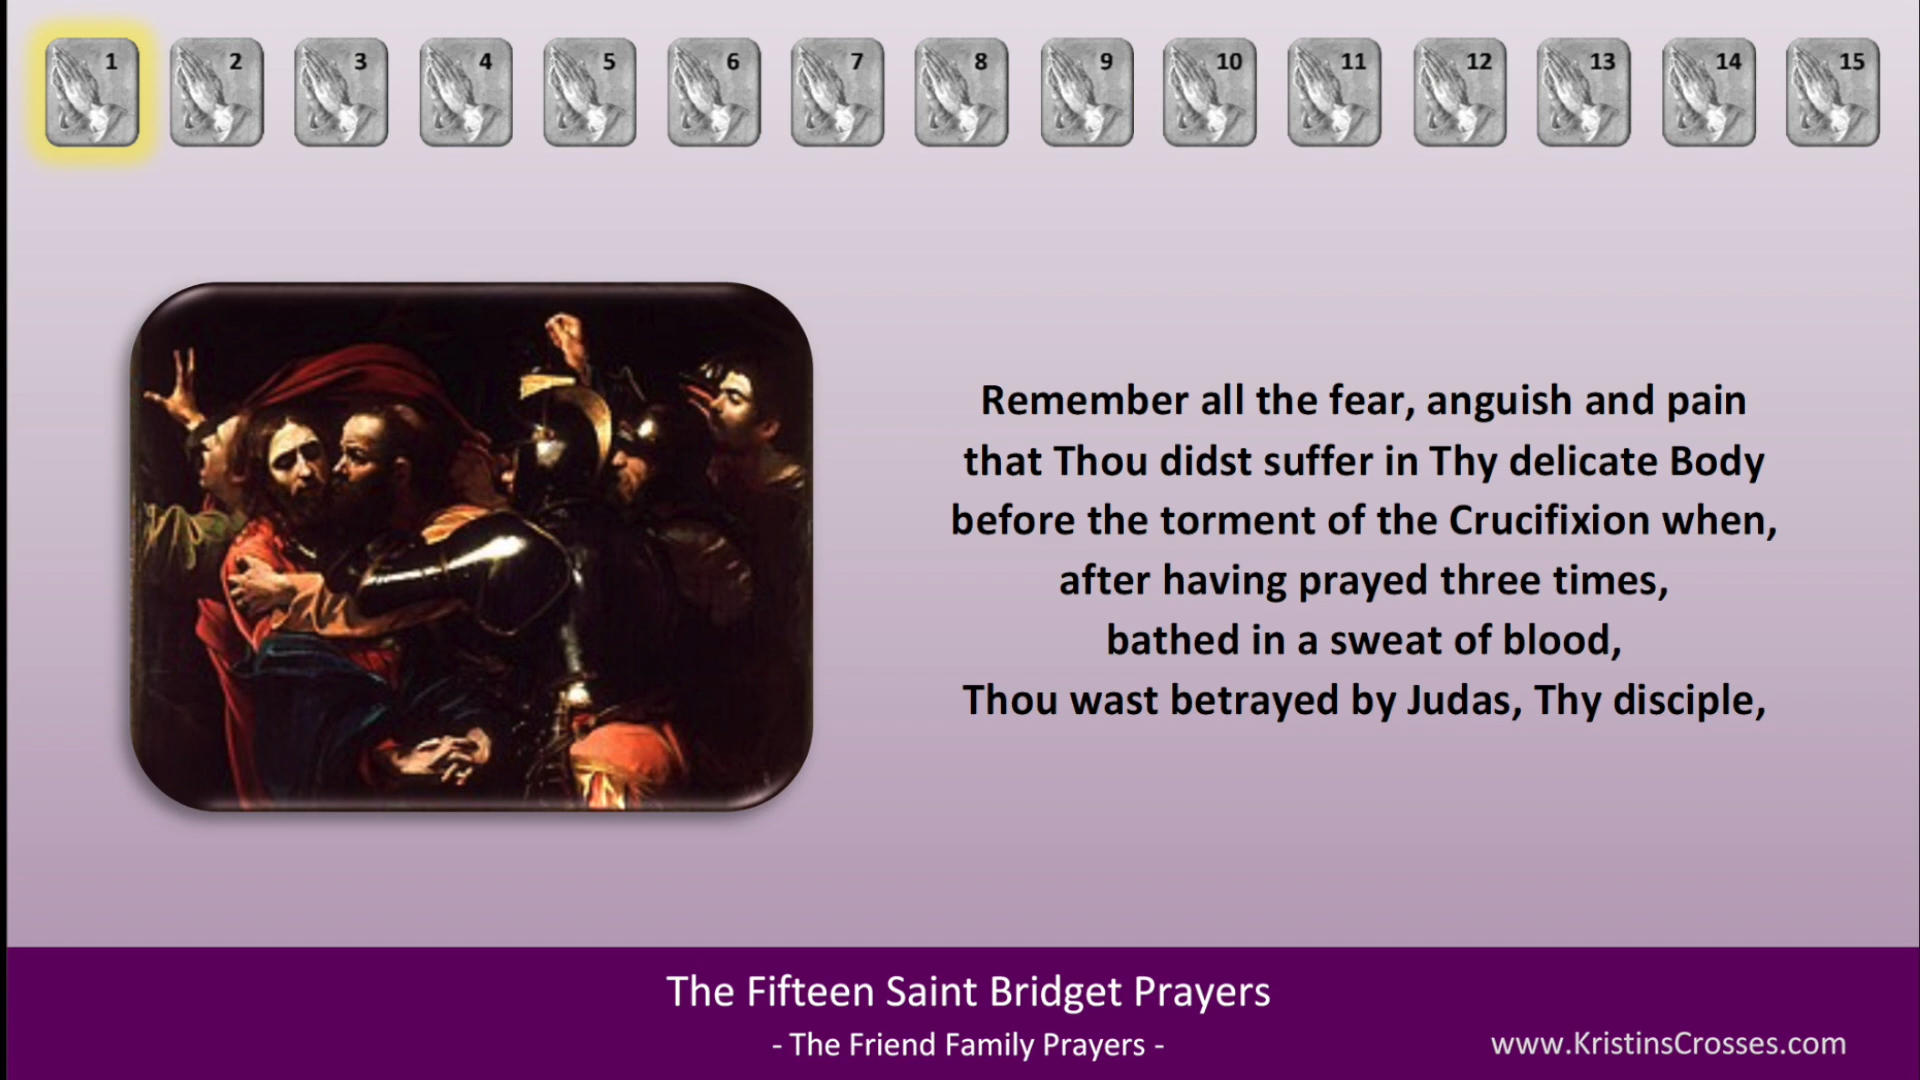 1 2 3 4 5 6 7 8 9 10 11 12 13 14 15
Remember all the fear, anguish and pain
that Thou didst suffer in Thy delicate Body
before the torment of the Crucifixion when,
after having prayed three times,
bathed in a sweat of blood,
Thou wast betrayed by Judas, Thy disciple,
The Fifteen Saint Bridget Prayers
- The Friend Family Prayers -
www.KristinsCrosses.com